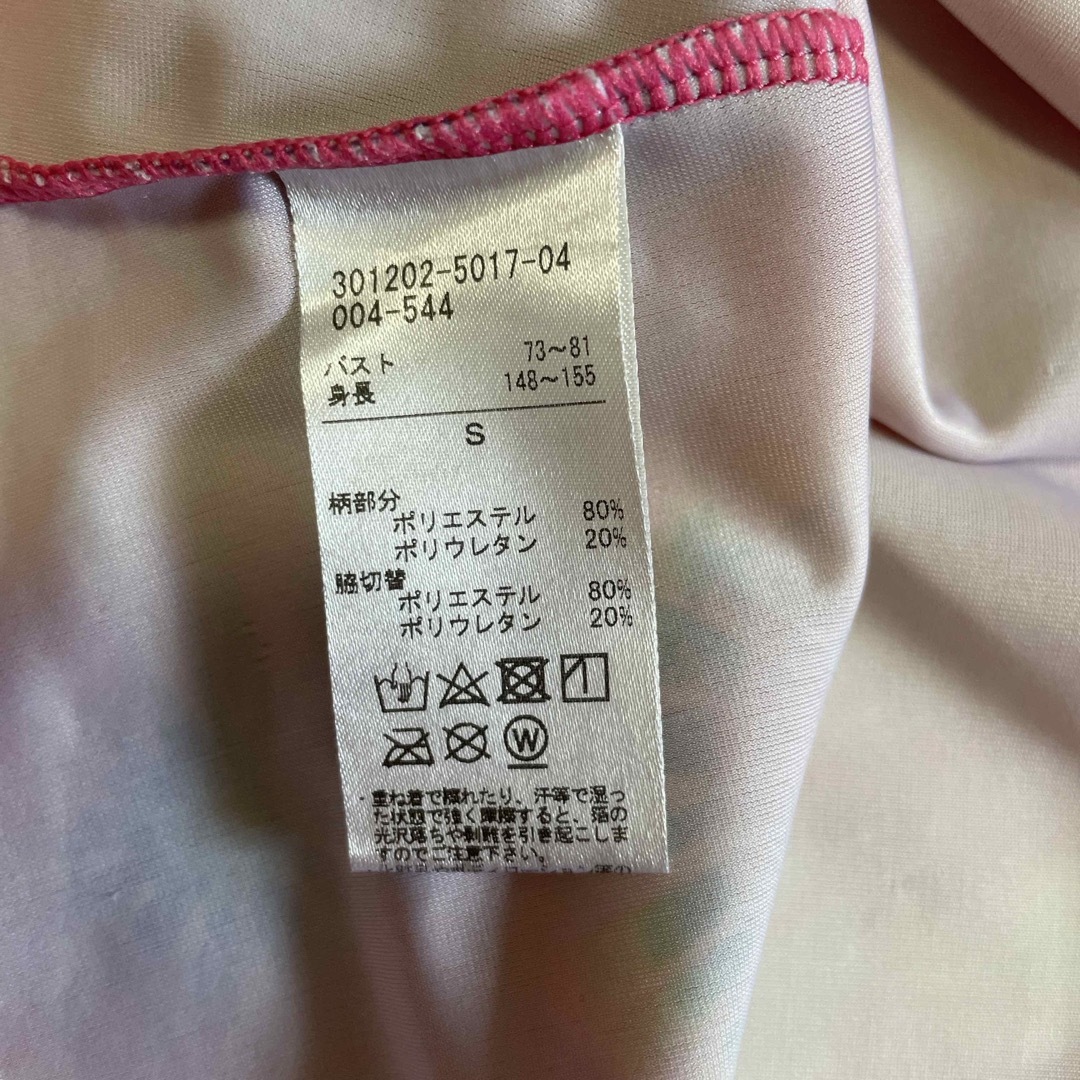 301202-5017-04
004-544
バスト 73～81
身長 148～155
S
柄部分
ポリエステル 80%
ポリウレタン 20%
脇切替
ポリエステル 80%
ポリウレタン 20%
W
・重ね着で擦れたり、汗等で湿っ
た状態で強く摩擦すると、箔の
光沢落ちや剥離を引き起こしま
すのでご注意下さい。